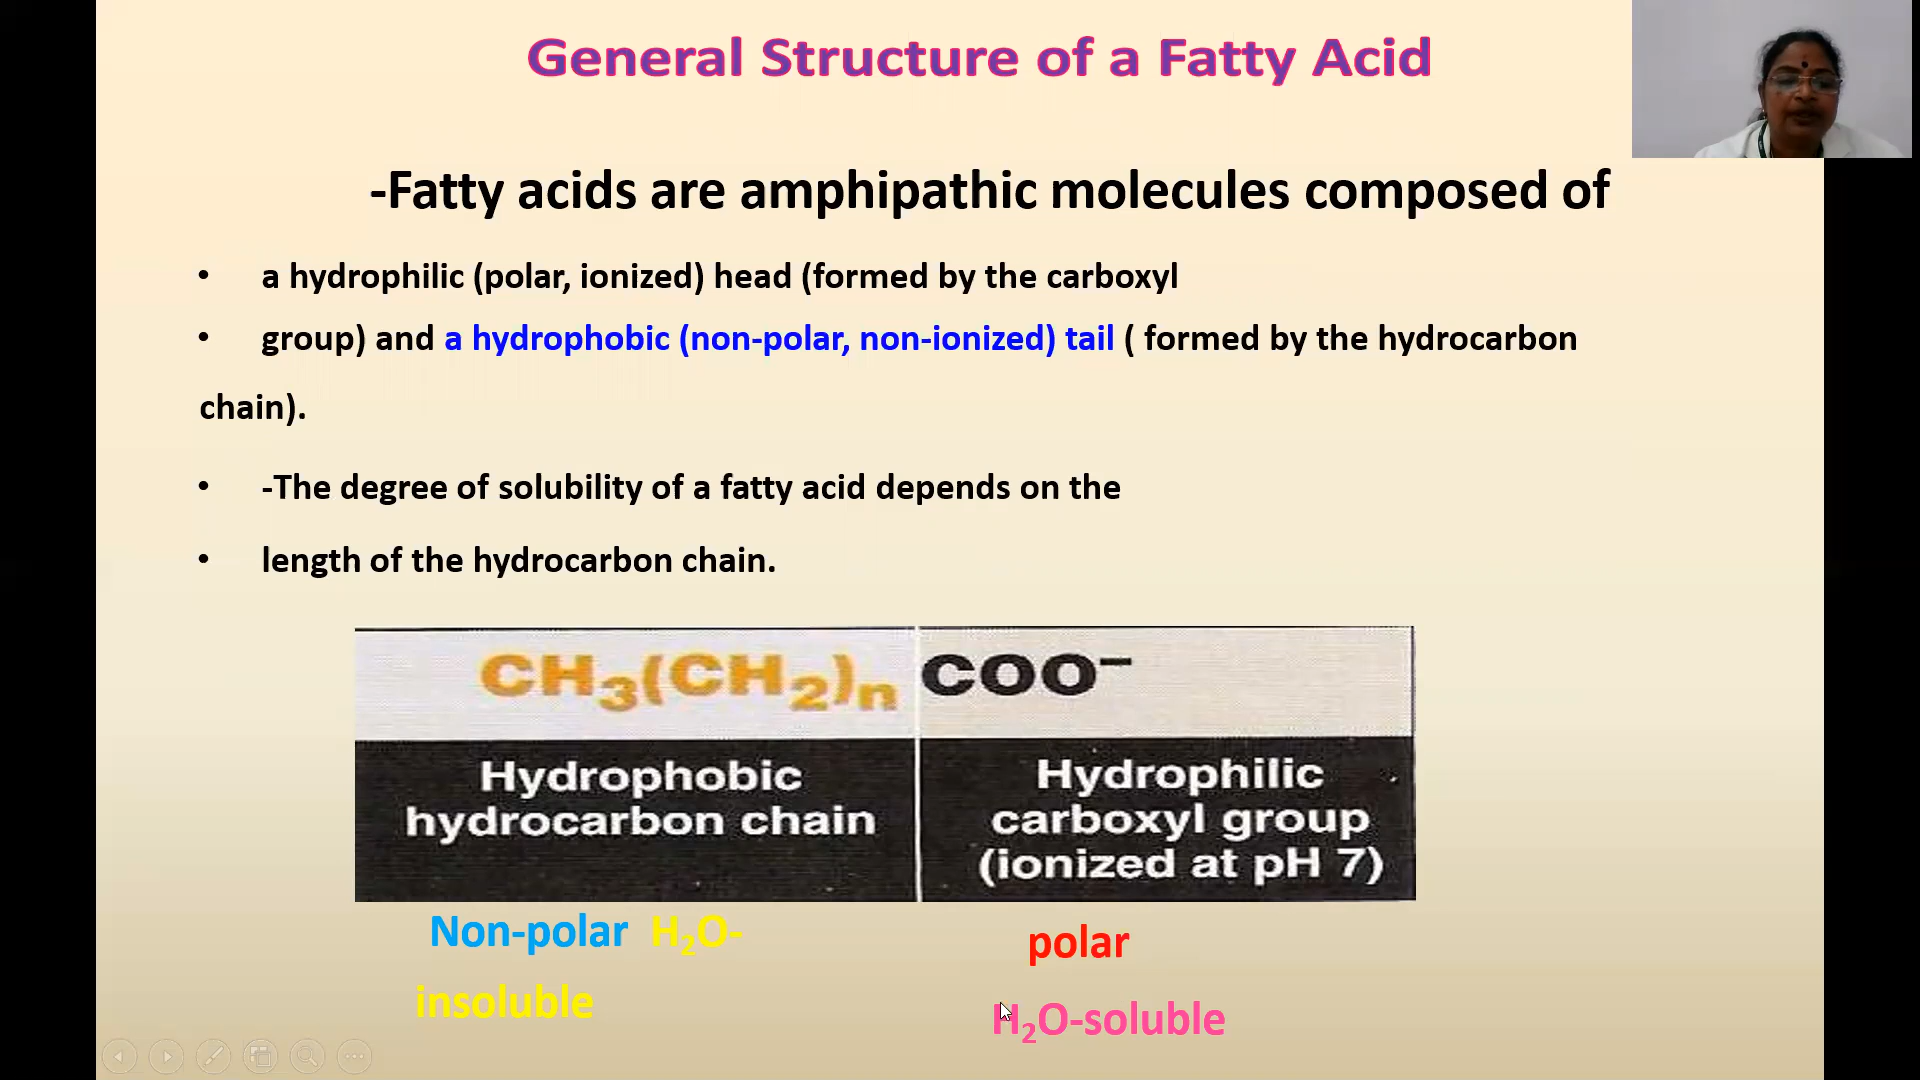 General Structure of a Fatty Acid
-Fatty acids are amphipathic molecules composed of
• a hydrophilic (polar, ionized) head (formed by the carboxyl
• group) and a hydrophobic (non-polar, non-ionized) tail ( formed by the hydrocarbon
chain).
• -The degree of solubility of a fatty acid depends on the
• length of the hydrocarbon chain.
CH₃(CH₂)ₙ COO⁻
Hydrophobic
hydrocarbon chain
Hydrophilic
carboxyl group
(ionized at pH 7)
Non-polar H₂O-
insoluble
polar
H₂O-soluble